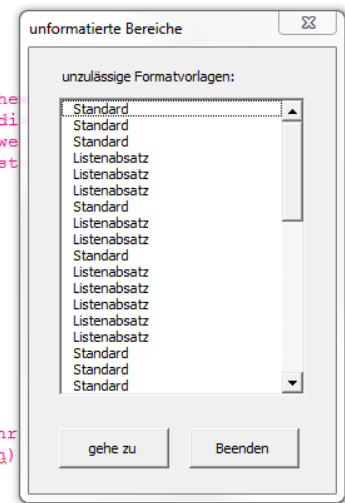 unformatierte Bereiche
unzulässige Formatvorlagen:
Standard
Standard
Standard
Listenabsatz
Listenabsatz
Listenabsatz
Standard
Listenabsatz
Listenabsatz
Standard
Listenabsatz
Listenabsatz
Listenabsatz
Listenabsatz
Listenabsatz
Standard
Standard
Standard
gehe zu
Beenden